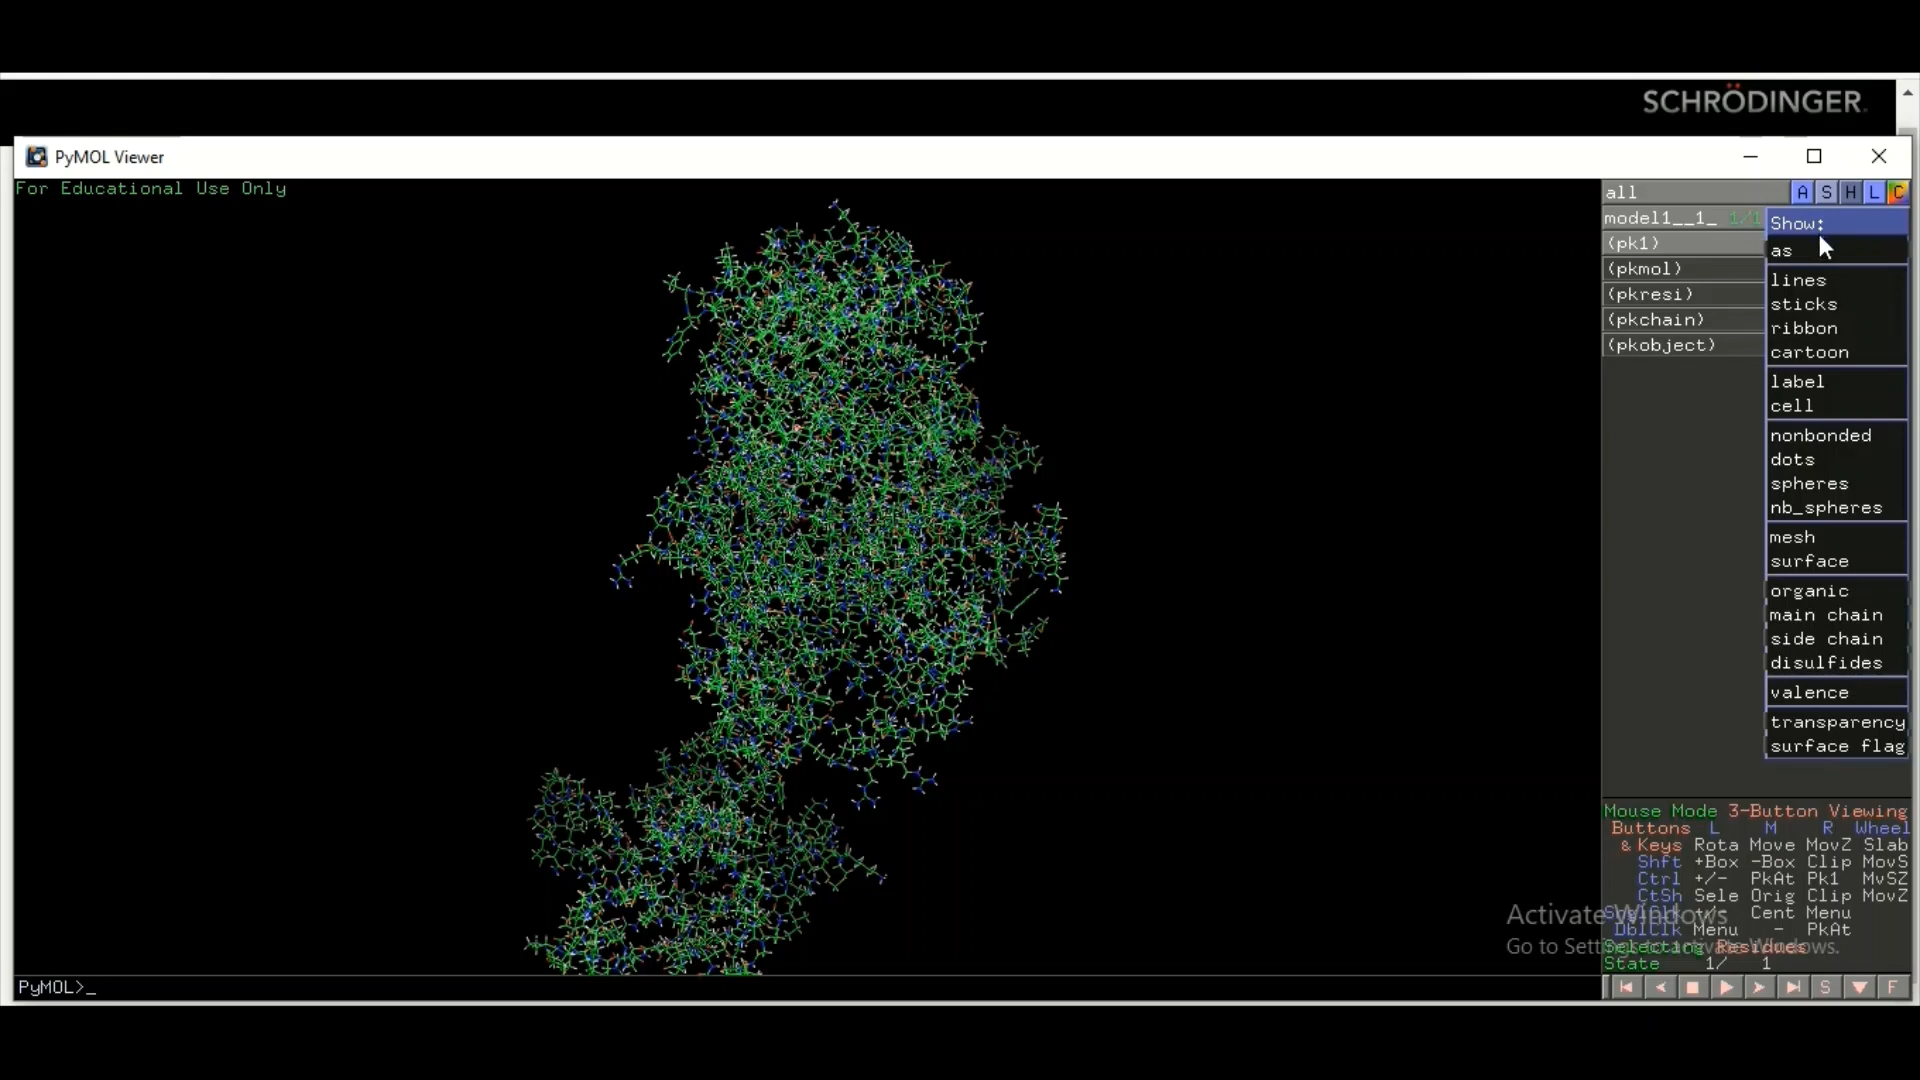 SCHRÖDINGER
PyMOL Viewer
For Educational Use Only
all A S H L C
model1__1_ 1/1
(pk1)
(pkmol)
(pkresi)
(pkchain)
(pkobject)
Show:
as
lines
sticks
ribbon
cartoon
label
cell
nonbonded
dots
spheres
nb_spheres
mesh
surface
organic
main chain
side chain
disulfides
valence
transparency
surface flag
Mouse Mode 3-Button Viewing
Buttons L M R Wheel
& Keys Rota Move MovZ Slab
Shft +Box -Box Clip MovS
Ctrl +/- PkAt Pk1 MvSZ
CtSh Sele Orig Clip MovZ
Cent Menu
DblClk Menu - PkAt
Selecting Residues
State 1/ 1
Activate Windows
Go to Settings to activate Windows.
PyMOL>_
S F